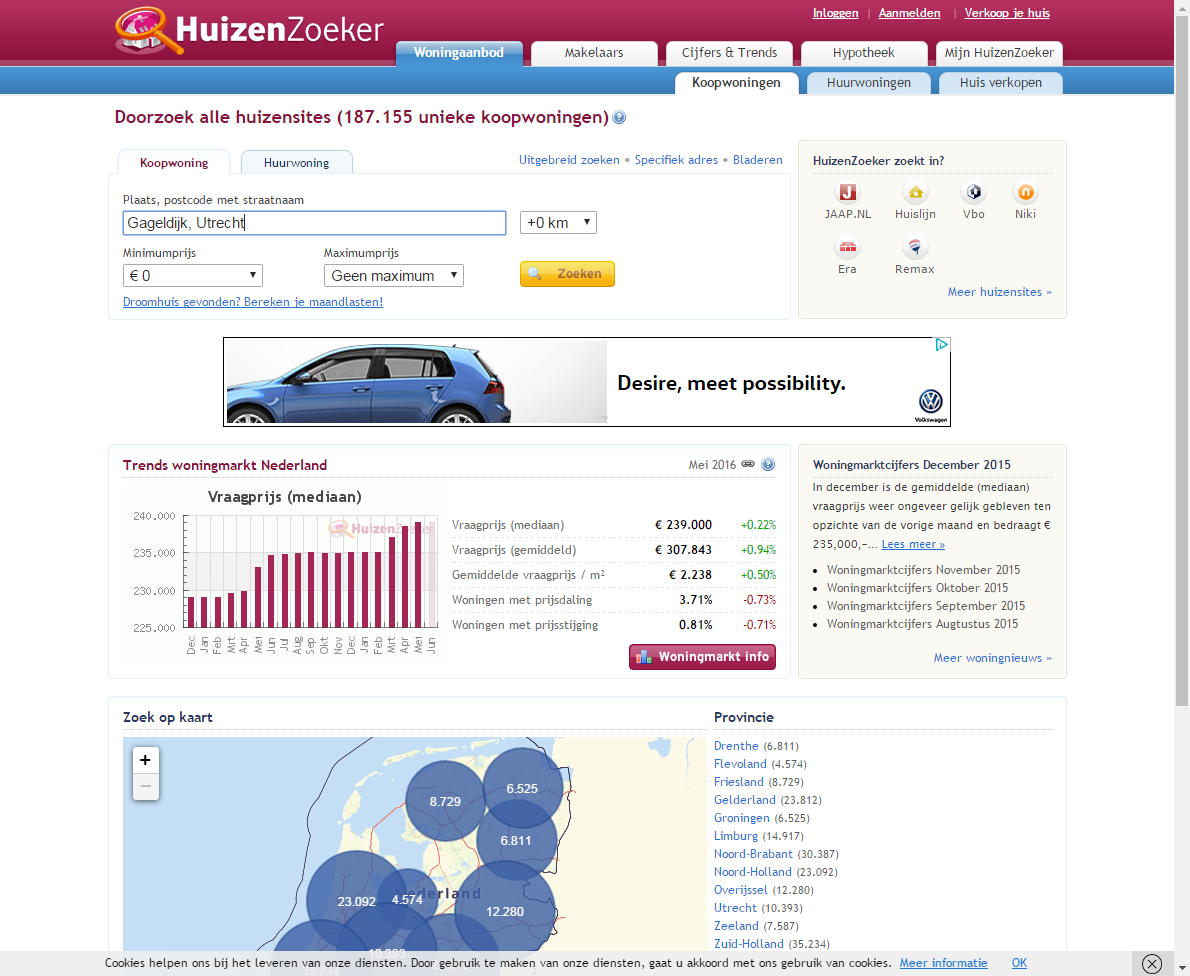 Inloggen | Aanmelden | Verkoop je huis
HuizenZoeker
Woningaanbod Makelaars Cijfers & Trends Hypotheek Mijn HuizenZoeker
Koopwoningen Huurwoningen Huis verkopen
Doorzoek alle huizensites (187.155 unieke koopwoningen) ?
Koopwoning Huurwoning Uitgebreid zoeken • Specifiek adres • Bladeren
Plaats, postcode met straatnaam
Gageldijk, Utrecht +0 km
Minimumprijs Maximumprijs
€ 0 Geen maximum Zoeken
Droomhuis gevonden? Bereken je maandlasten!
HuizenZoeker zoekt in?
JAAP.NL Huislijn Vbo Niki
Era Remax
Meer huizensites »
Desire, meet possibility.
Volkswagen
Trends woningmarkt Nederland Mei 2016 ?
Vraagprijs (mediaan)
HuizenZoeker
240.000
235.000
230.000
225.000
Dec Jan Feb Mrt Apr Mei Jun Jul Aug Sep Okt Nov Dec Jan Feb Mrt Apr Mei Jun
Vraagprijs (mediaan) € 239.000 +0.22%
Vraagprijs (gemiddeld) € 307.843 +0.94%
Gemiddelde vraagprijs / m² € 2.238 +0.50%
Woningen met prijsdaling 3.71% -0.73%
Woningen met prijsstijging 0.81% -0.71%
Woningmarkt info
Woningmarktcijfers December 2015
In december is de gemiddelde (mediaan)
vraagprijs weer ongeveer gelijk gebleven ten
opzichte van de vorige maand en bedraagt €
235,000,-... Lees meer »
• Woningmarktcijfers November 2015
• Woningmarktcijfers Oktober 2015
• Woningmarktcijfers September 2015
• Woningmarktcijfers Augtustus 2015
Meer woningnieuws »
Zoek op kaart
+
−
8.729
6.525
6.811
23.092
4.574
12.280
Provincie
Drenthe (6.811)
Flevoland (4.574)
Friesland (8.729)
Gelderland (23.812)
Groningen (6.525)
Limburg (14.917)
Noord-Brabant (30.387)
Noord-Holland (23.092)
Overijssel (12.280)
Utrecht (10.393)
Zeeland (7.587)
Zuid-Holland (35.234)
Cookies helpen ons bij het leveren van onze diensten. Door gebruik te maken van onze diensten, gaat u akkoord met ons gebruik van cookies. Meer informatie OK